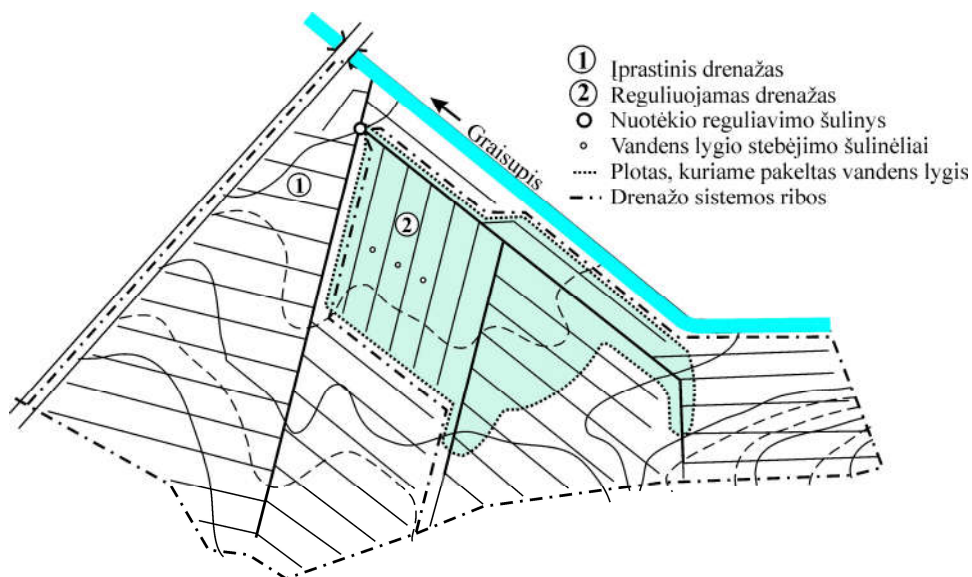 ① Įprastinis drenažas
② Reguliuojamas drenažas
Nuotėkio reguliavimo šulinys
Vandens lygio stebėjimo šulinėliai
Plotas, kuriame pakeltas vandens lygis
Drenažo sistemos ribos
Graisupis
①
②